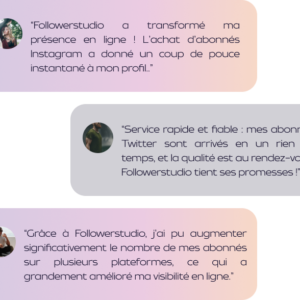 "Followerstudio a transformé ma
présence en ligne ! L'achat d'abonnés
Instagram a donné un coup de pouce
instantané à mon profil."
"Service rapide et fiable : mes abonn
Twitter sont arrivés en un rien
temps, et la qualité est au rendez-vo
Followerstudio tient ses promesses !"
"Grâce à Followerstudio, j'ai pu augmenter
significativement le nombre de mes abonnés
sur plusieurs plateformes, ce qui a
grandement amélioré ma visibilité en ligne."